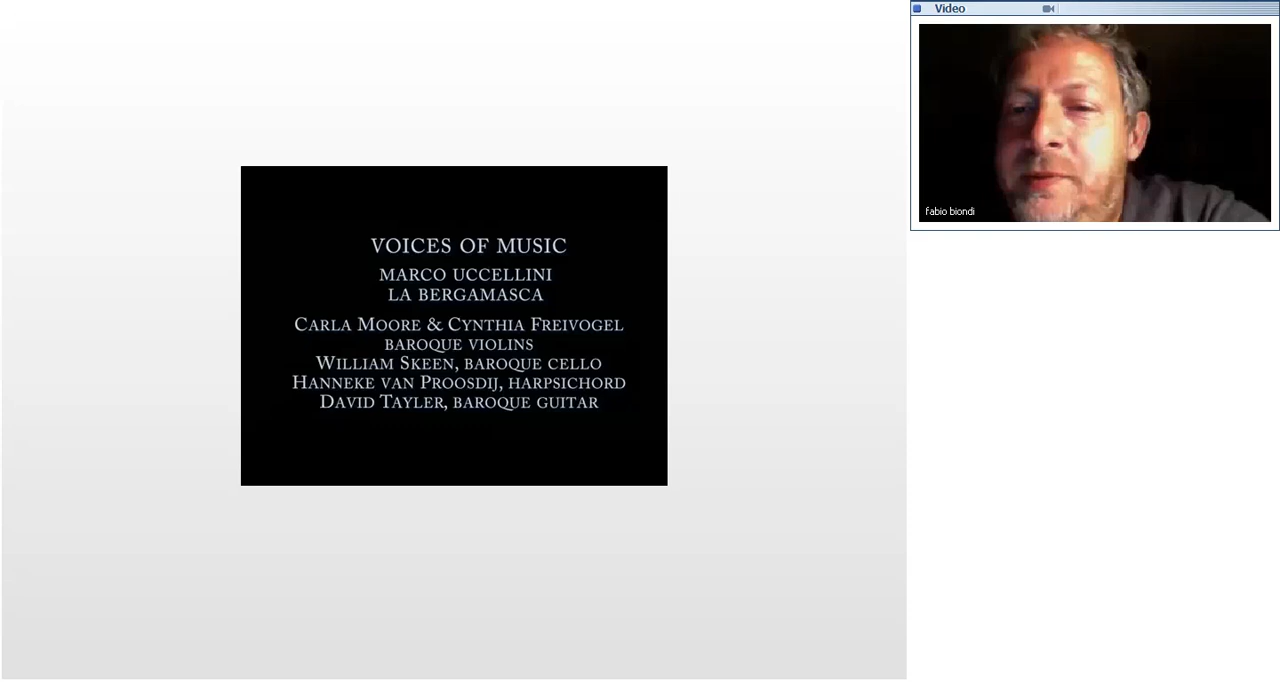 VOICES OF MUSIC
MARCO UCCELLINI
LA BERGAMASCA
CARLA MOORE & CYNTHIA FREIVOGEL
BAROQUE VIOLINS
WILLIAM SKEEN, BAROQUE CELLO
HANNEKE VAN PROOSDIJ, HARPSICHORD
DAVID TAYLER, BAROQUE GUITAR
Video
fabio biondi